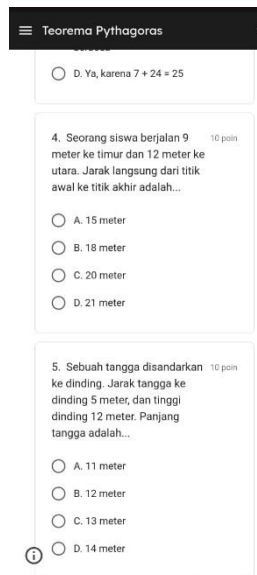 Teorema Pythagoras
D. Ya, karena 7 + 24 = 25
4. Seorang siswa berjalan 9 10 poin
meter ke timur dan 12 meter ke
utara. Jarak langsung dari titik
awal ke titik akhir adalah...
A. 15 meter
B. 18 meter
C. 20 meter
D. 21 meter
5. Sebuah tangga disandarkan 10 poin
ke dinding. Jarak tangga ke
dinding 5 meter, dan tinggi
dinding 12 meter. Panjang
tangga adalah...
A. 11 meter
B. 12 meter
C. 13 meter
D. 14 meter